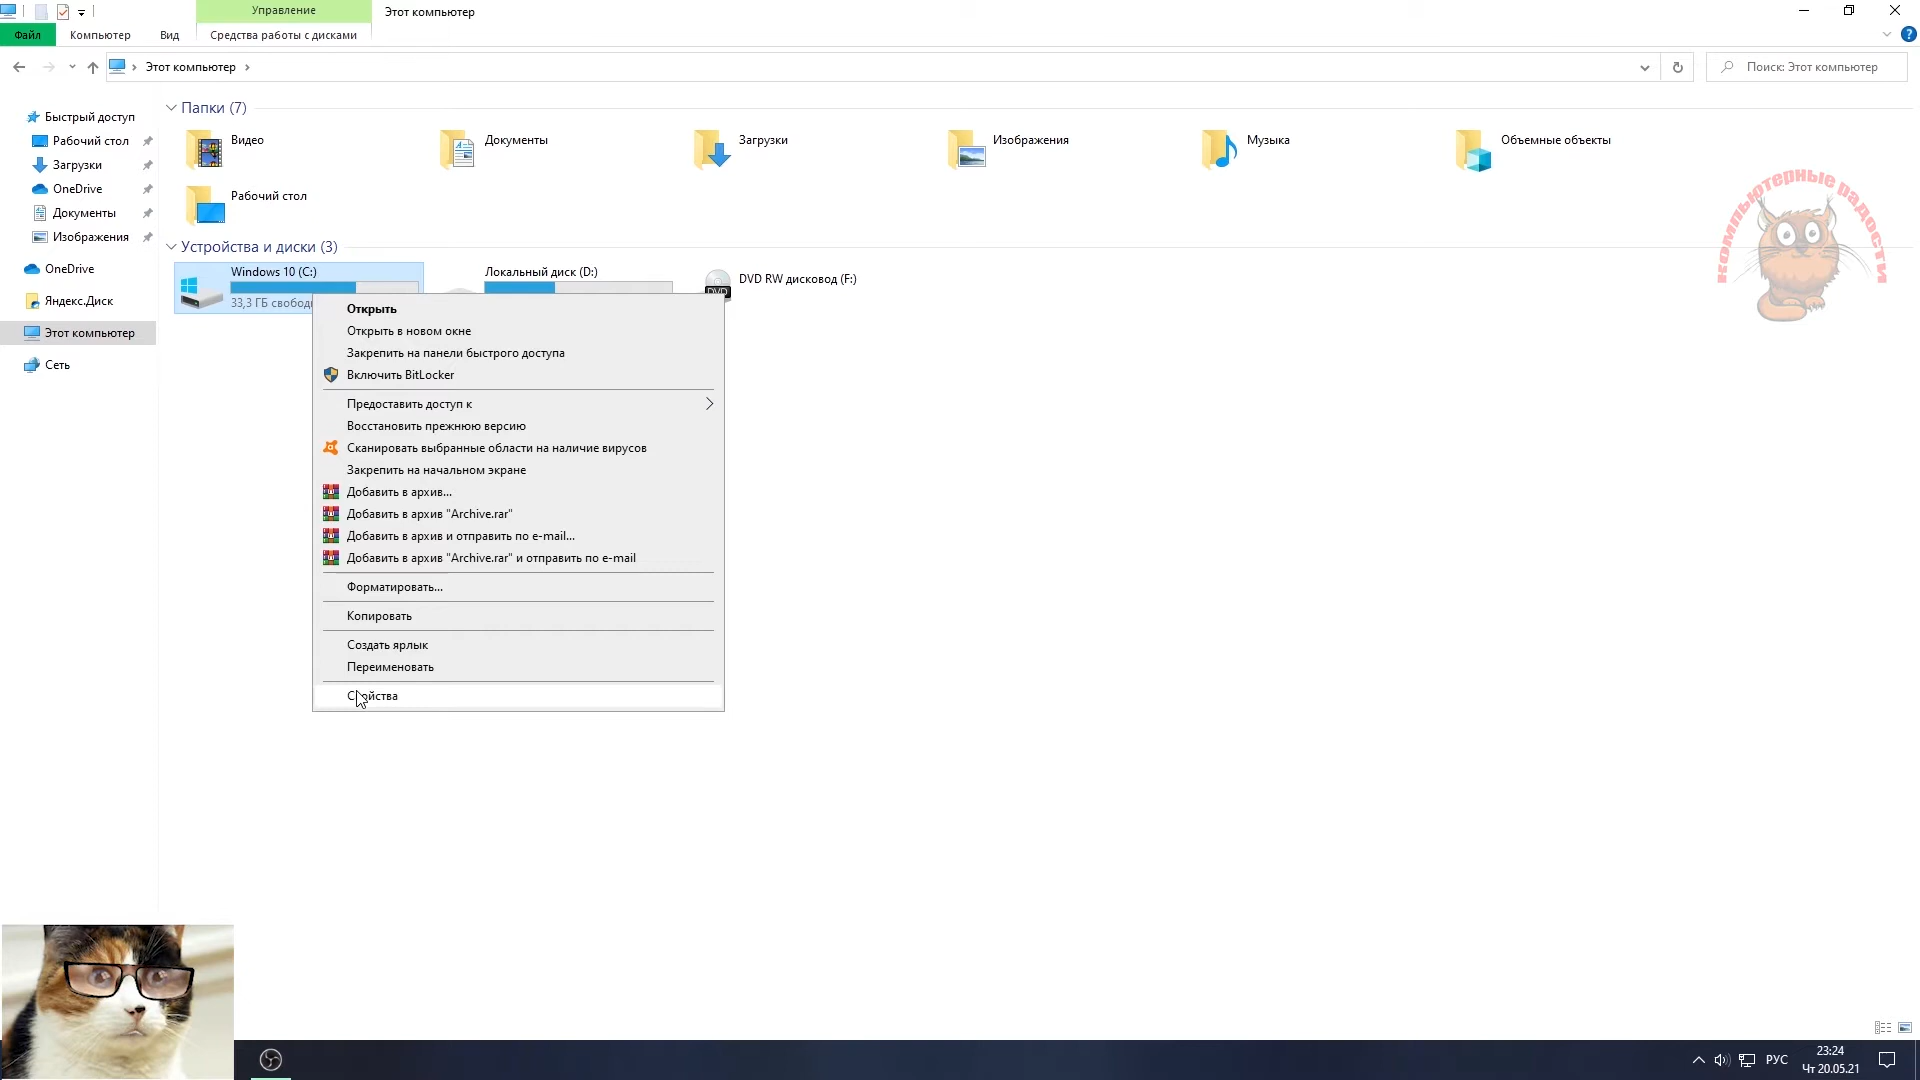 Управление
Этот компьютер
Файл
Компьютер
Вид
Средства работы с дисками
Этот компьютер
Поиск: Этот компьютер
Быстрый доступ
Рабочий стол
Загрузки
OneDrive
Документы
Изображения
OneDrive
Яндекс.Диск
Этот компьютер
Сеть
Папки (7)
Видео
Документы
Загрузки
Изображения
Музыка
Объемные объекты
Рабочий стол
компьютерные радости
Устройства и диски (3)
Windows 10 (C:)
33,3 ГБ свобод
Локальный диск (D:)
DVD RW дисковод (F:)
DVD
Открыть
Открыть в новом окне
Закрепить на панели быстрого доступа
Включить BitLocker
Предоставить доступ к
Восстановить прежнюю версию
Сканировать выбранные области на наличие вирусов
Закрепить на начальном экране
Добавить в архив...
Добавить в архив "Archive.rar"
Добавить в архив и отправить по e-mail...
Добавить в архив "Archive.rar" и отправить по e-mail
Форматировать...
Копировать
Создать ярлык
Переименовать
Свойства
РУС
23:24
Чт 20.05.21